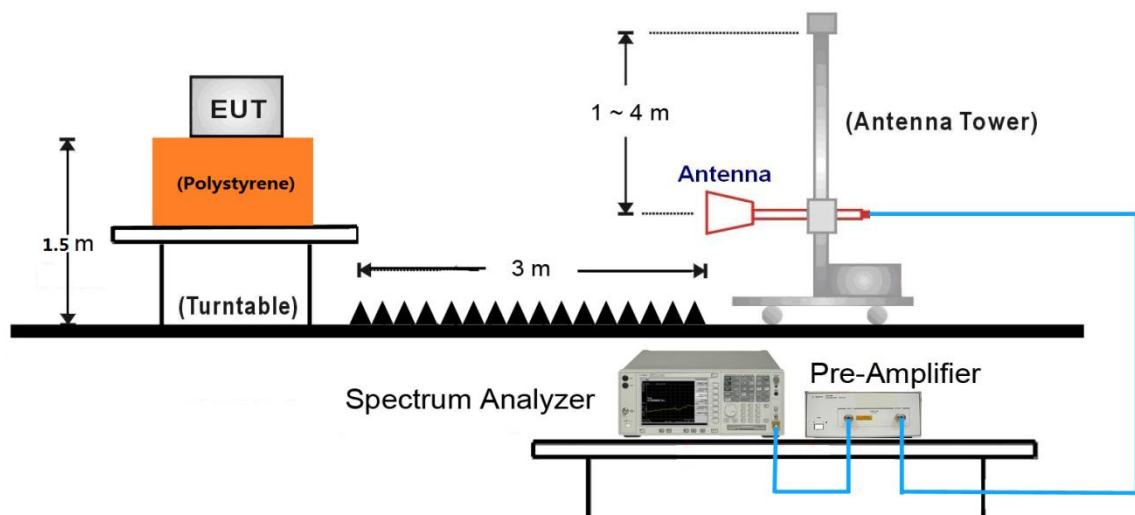 EUT
(Polystyrene)
1.5 m
(Turntable)
3 m
1 ~ 4 m
Antenna
(Antenna Tower)
Spectrum Analyzer
Pre-Amplifier